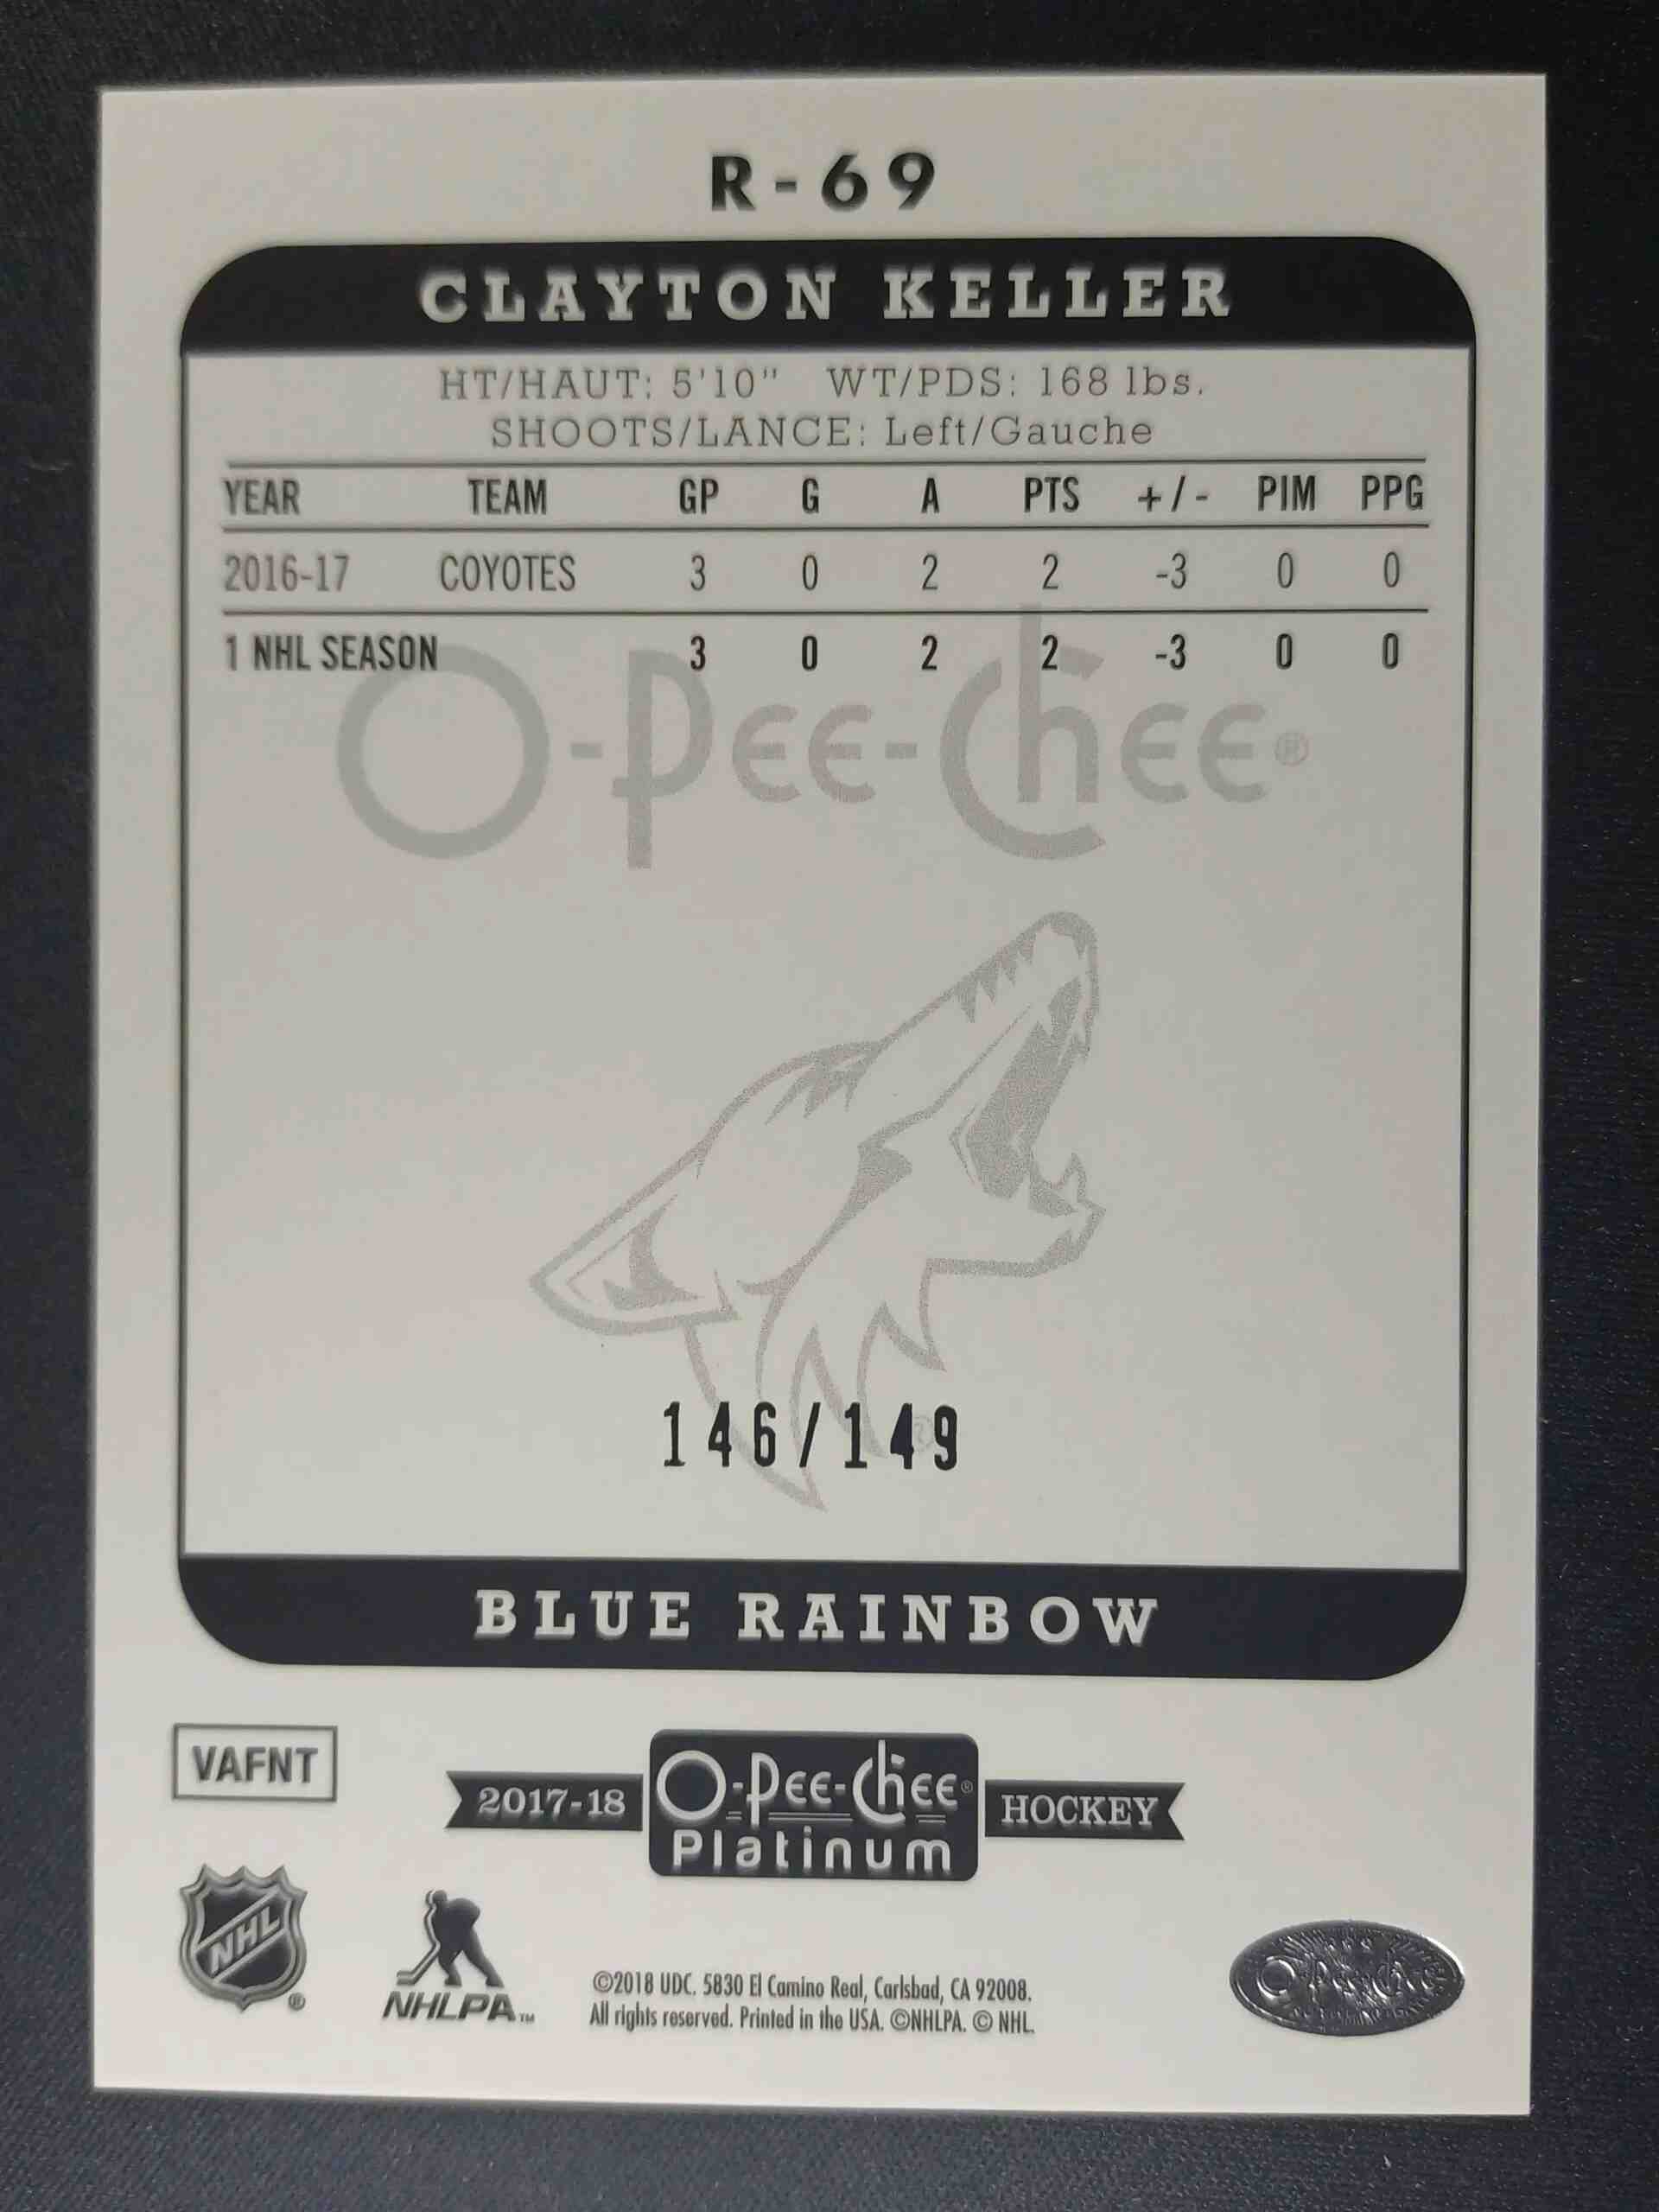 R-69
CLAYTON KELLER
HT/HAUT: 5'10" WT/PDS: 168 lbs.
SHOOTS/LANCE: Left/Gauche
YEAR TEAM GP G A PTS +/- PIM PPG
2016-17 COYOTES 3 0 2 2 -3 0 0
1 NHL SEASON 3 0 2 2 -3 0 0
O-Pee-Chee®
146/149
BLUE RAINBOW
VAFNT
2017-18 O-Pee-Chee® HOCKEY
Platinum
NHL®
NHLPA™
©2018 UDC. 5830 El Camino Real, Carlsbad, CA 92008.
All rights reserved. Printed in the USA. ©NHLPA. © NHL.
O-Pee-Chee